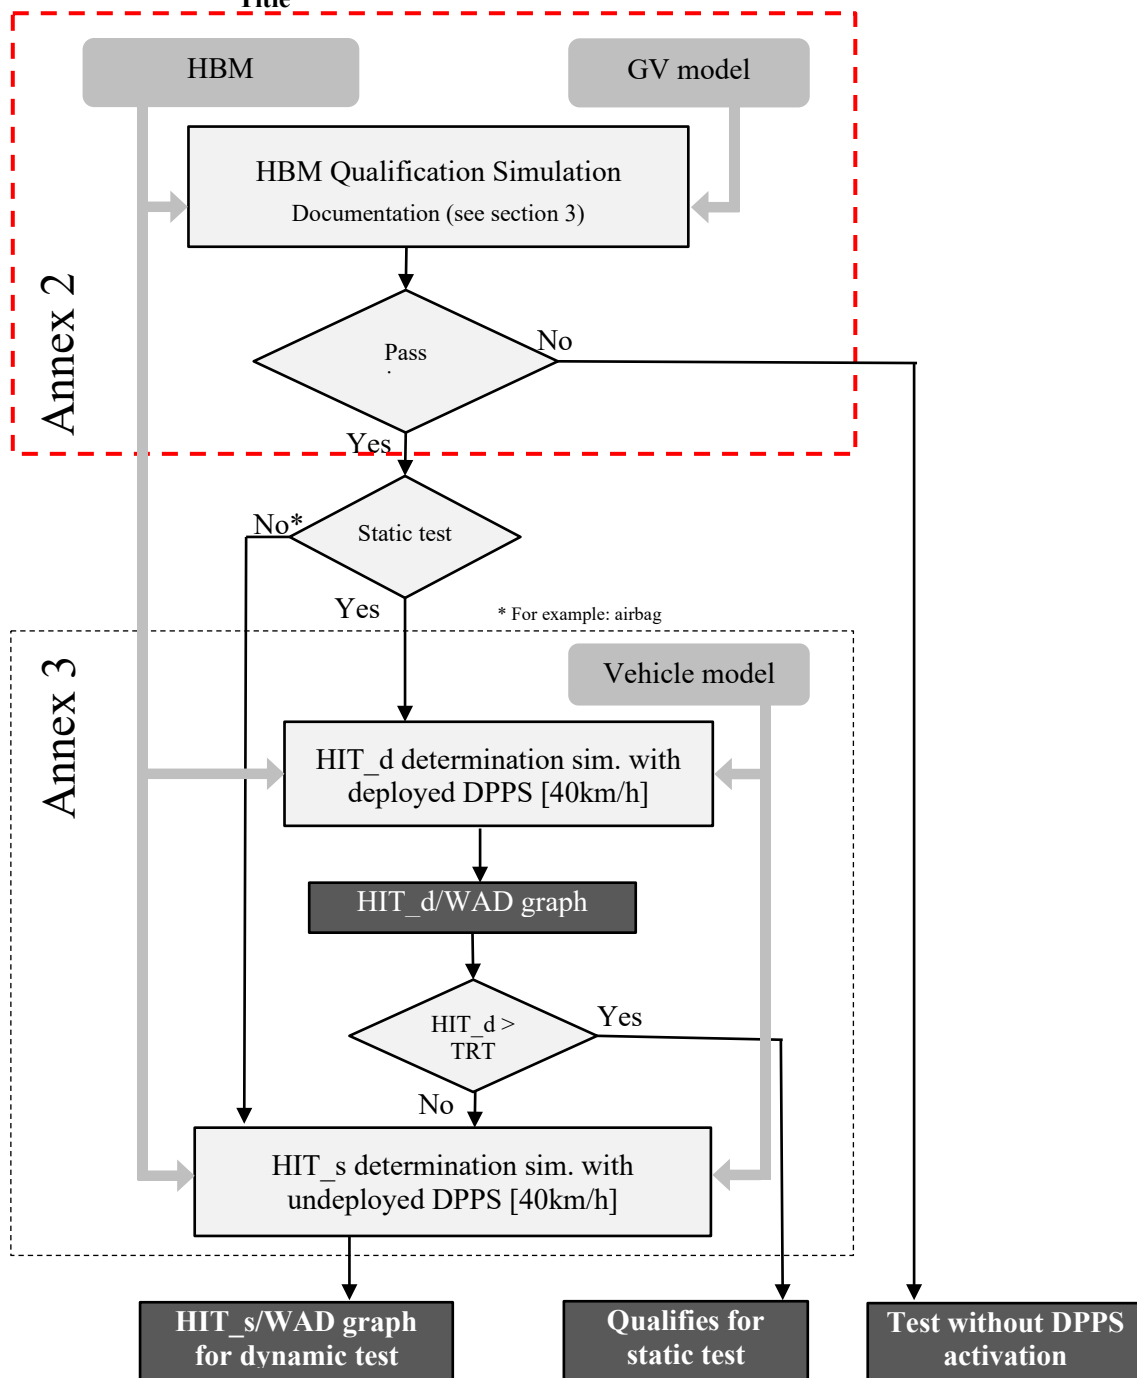 Title
HBM
GV model
HBM Qualification Simulation
Documentation (see section 3)
Annex 2
Pass
No
Yes
No*
Static test
Yes
* For example: airbag
Annex 3
Vehicle model
HIT_d determination sim. with
deployed DPPS [40km/h]
HIT_d/WAD graph
HIT_d >
TRT
Yes
No
HIT_s determination sim. with
undeployed DPPS [40km/h]
HIT_s/WAD graph
for dynamic test
Qualifies for
static test
Test without DPPS
activation